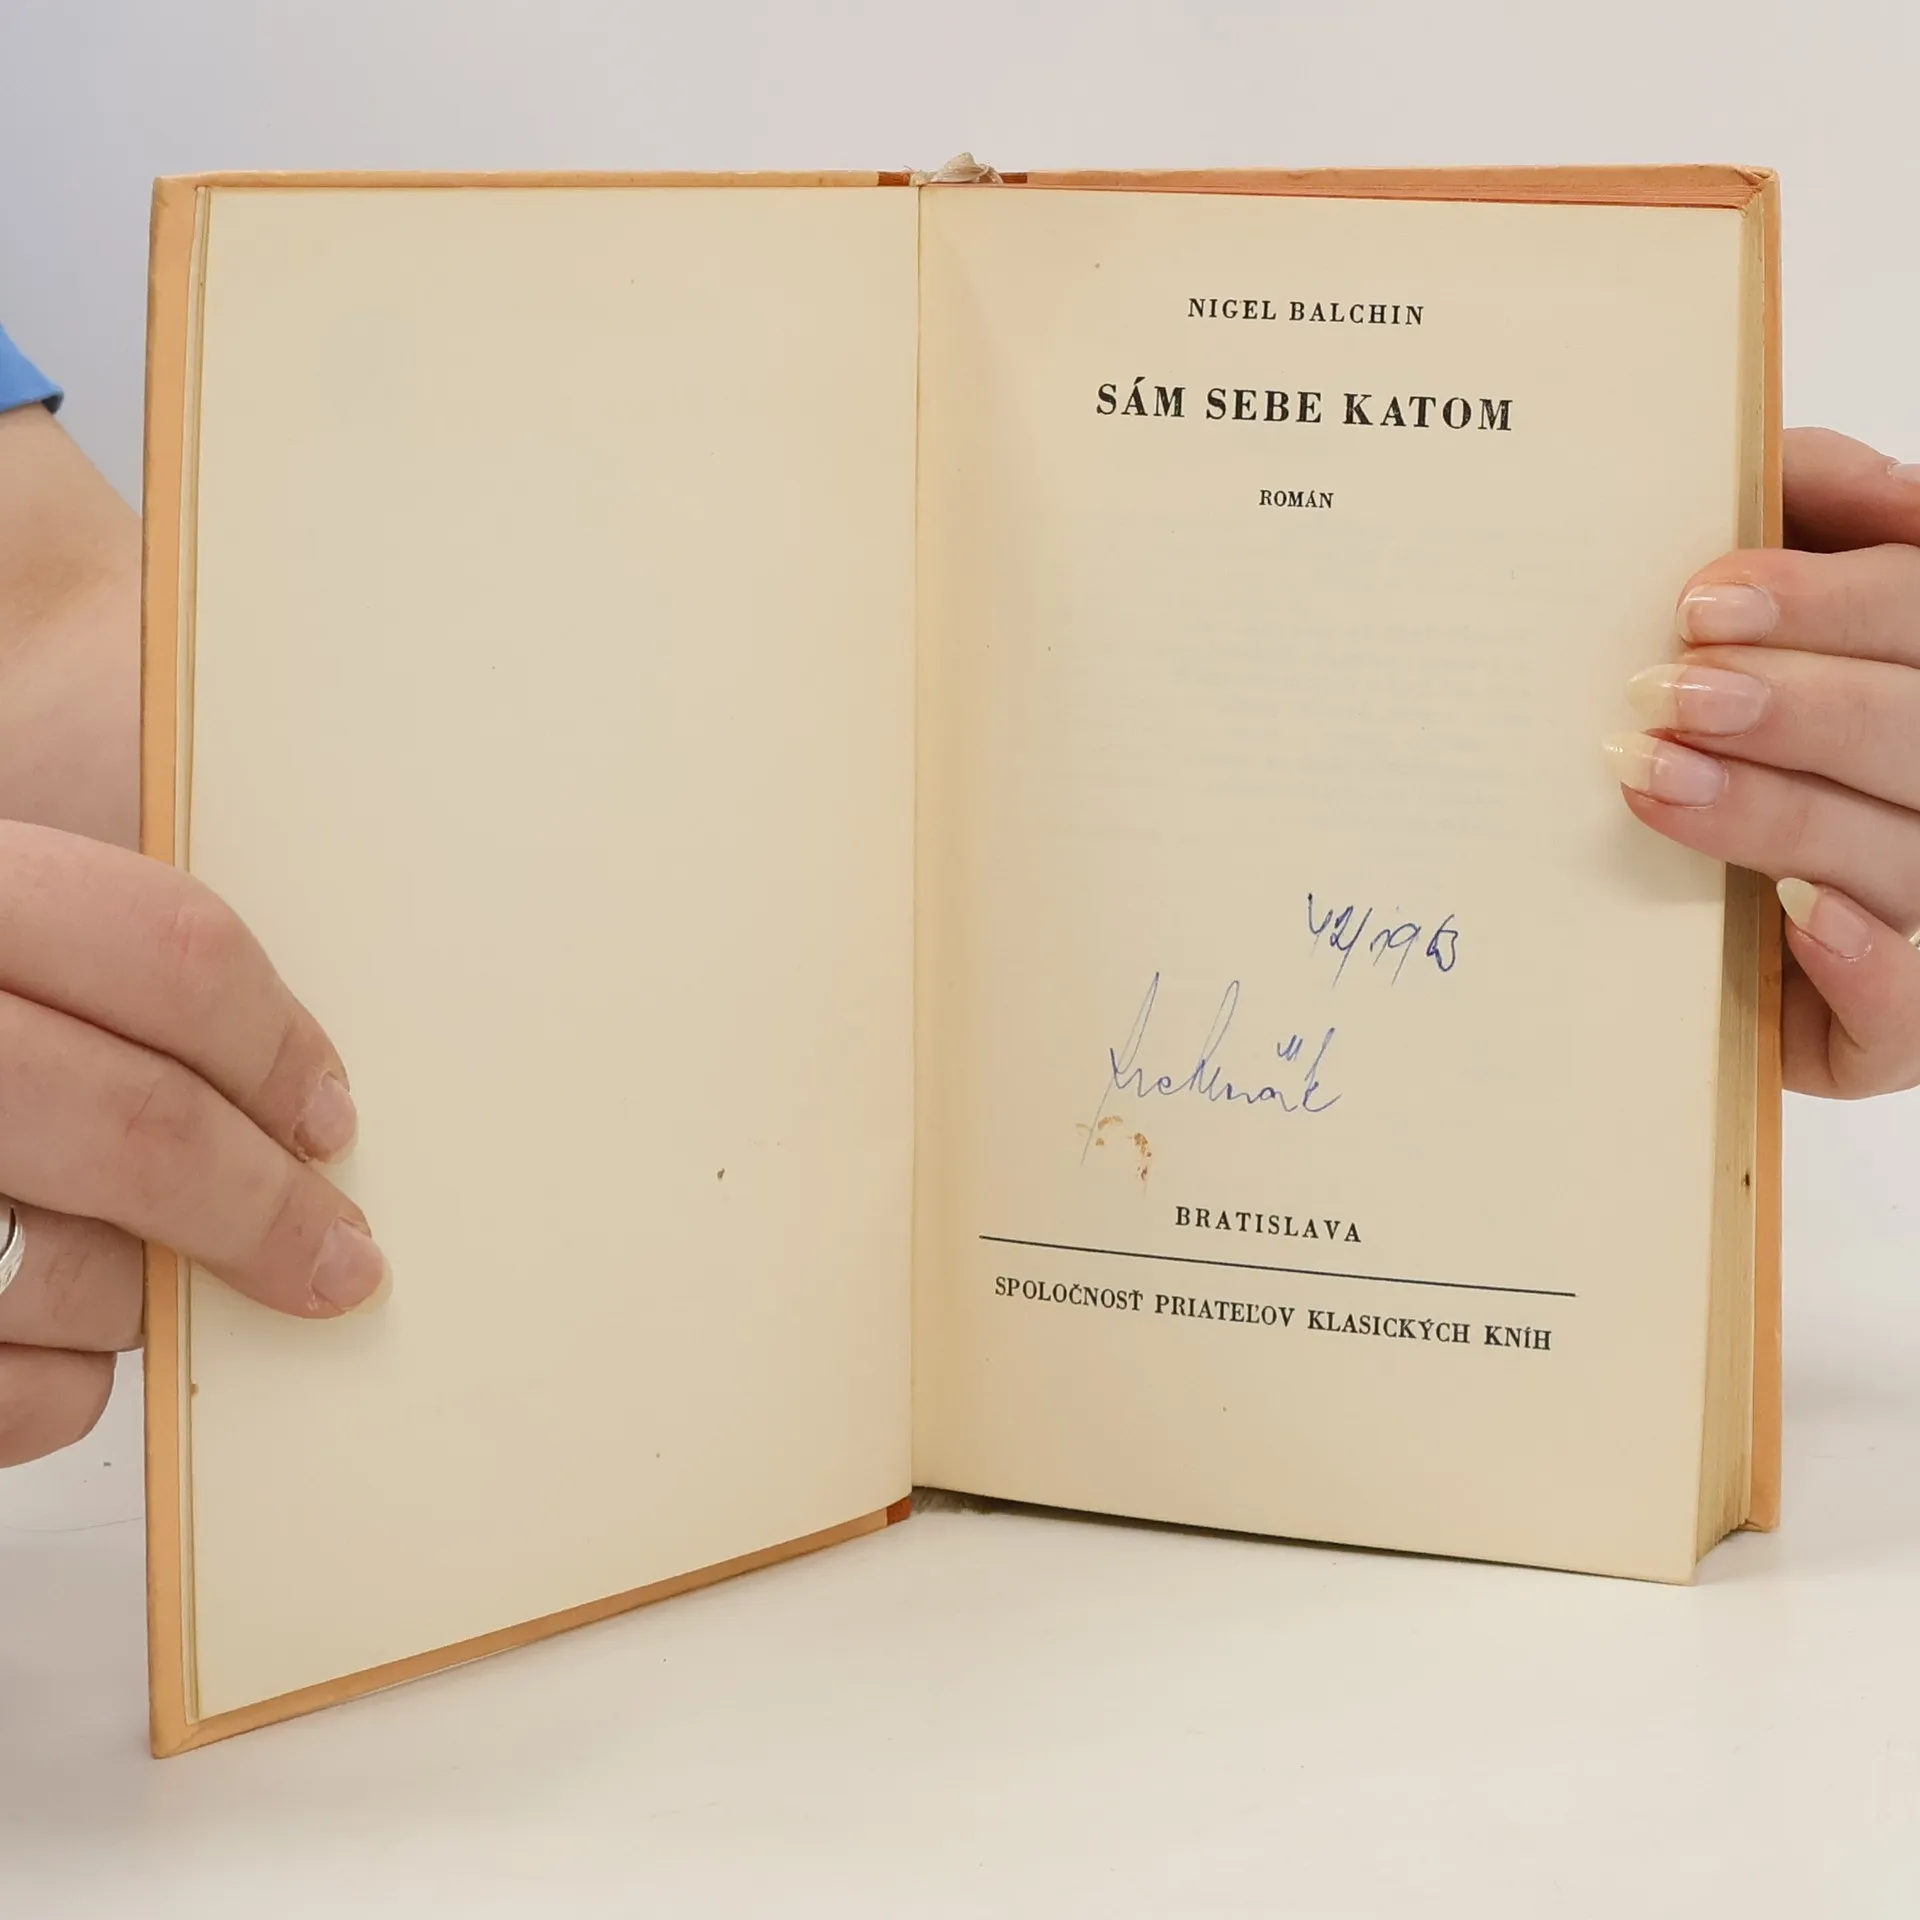 NIGEL BALCHIN
SÁM SEBE KATOM
ROMÁN
BRATISLAVA
SPOLOČNOSŤ PRIATEĽOV KLASICKÝCH KNÍH